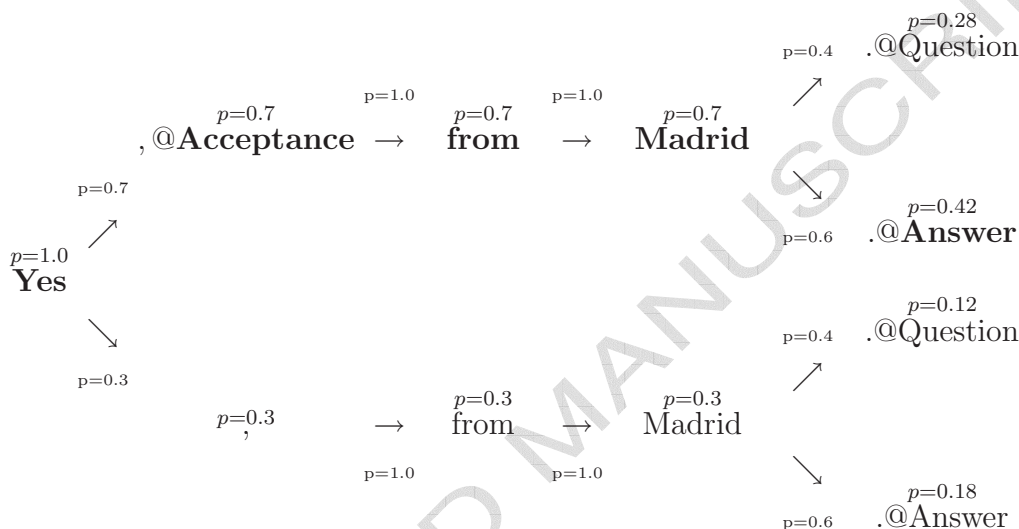 p=0.28
p=0.4 .@Question
p=0.7 p=1.0 p=0.7 p=1.0 p=0.7
, @Acceptance → from → Madrid
p=0.7
p=0.42
p=0.6 .@Answer
p=1.0
Yes
p=0.12
p=0.4 .@Question
p=0.3
p=0.3 p=0.3 p=0.3
, → from → Madrid
p=1.0 p=1.0
p=0.18
p=0.6 .@Answer
D MANUSCRI